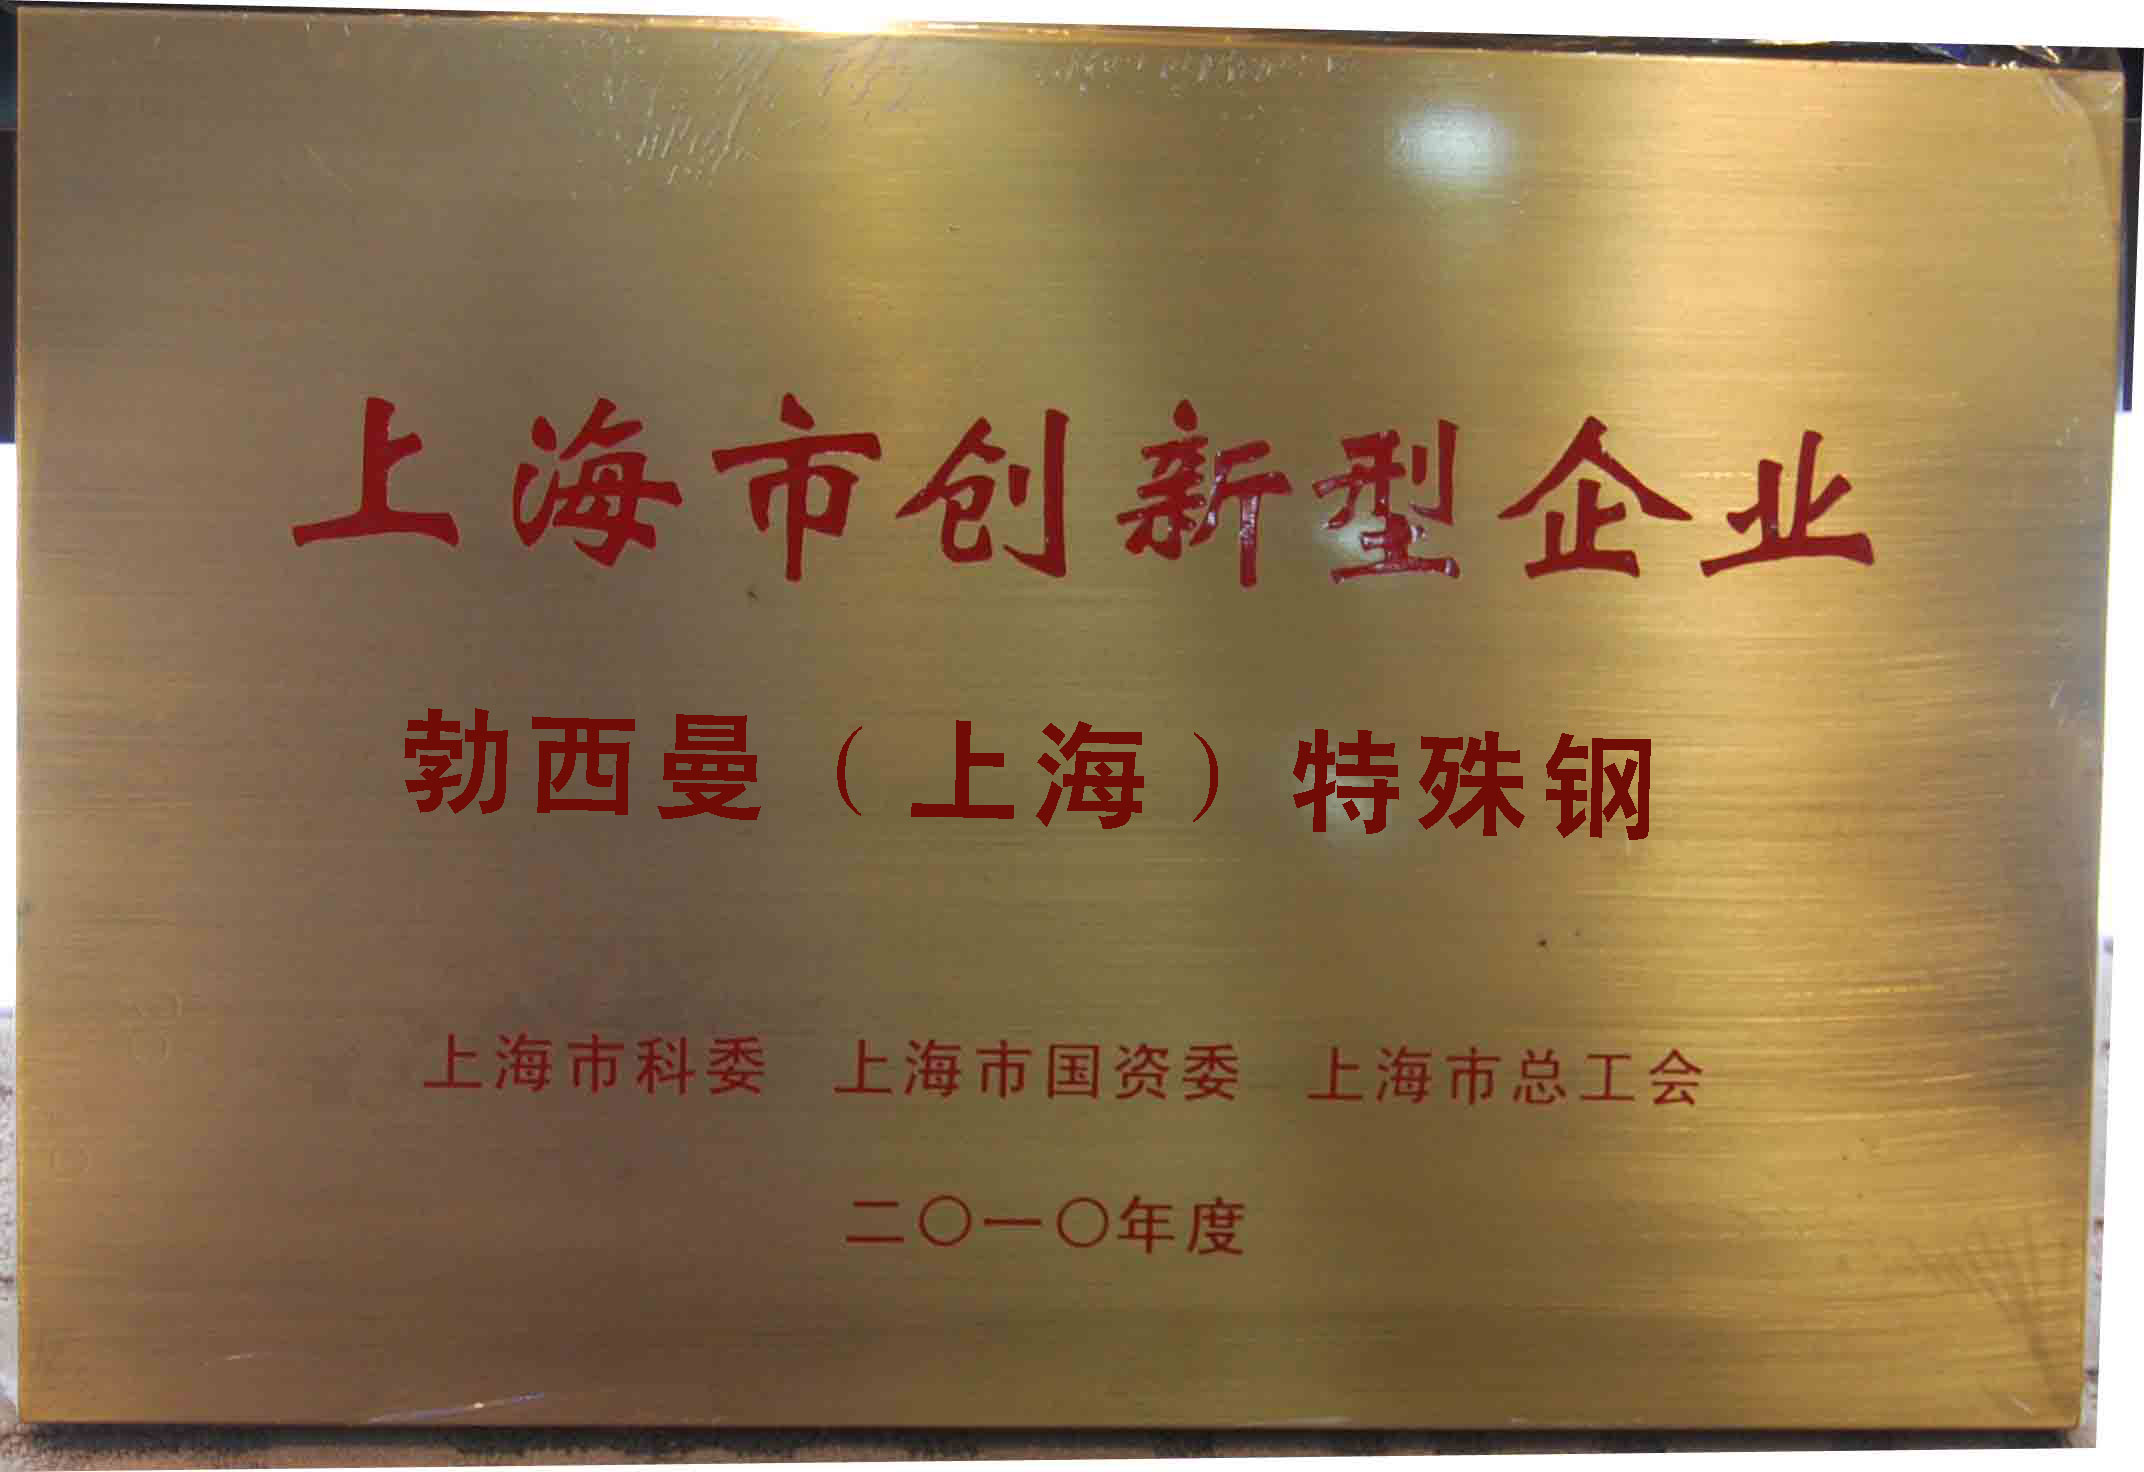 上海市创新型企业
勃西曼（上海）特殊钢
上海市科委 上海市国资委 上海市总工会
二〇一〇年度